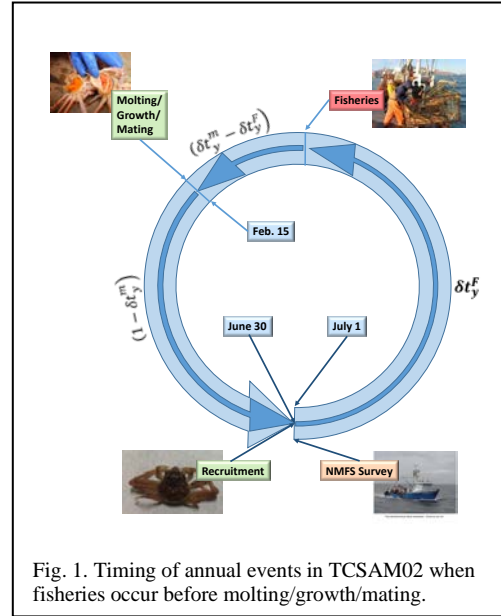 Molting/
Growth/
Mating
Fisheries
(δt_y^m − δt_y^F)
Feb. 15
δt_y^F
(1 − δt_y^m)
June 30
July 1
Recruitment
NMFS Survey
Fig. 1. Timing of annual events in TCSAM02 when
fisheries occur before molting/growth/mating.